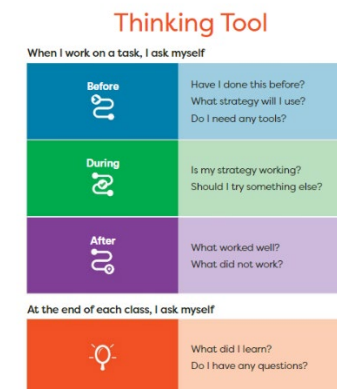 Thinking Tool
When I work on a task, I ask myself
Before
Have I done this before?
What strategy will I use?
Do I need any tools?
During
Is my strategy working?
Should I try something else?
After
What worked well?
What did not work?
At the end of each class, I ask myself
What did I learn?
Do I have any questions?